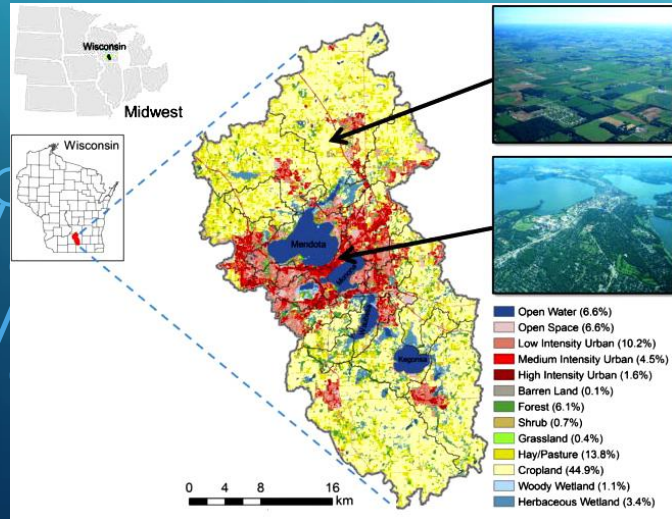 Wisconsin
Midwest
Wisconsin
Mendota
Monona
Waubesa
Kegonsa
Open Water (6.6%)
Open Space (6.6%)
Low Intensity Urban (10.2%)
Medium Intensity Urban (4.5%)
High Intensity Urban (1.6%)
Barren Land (0.1%)
Forest (6.1%)
Shrub (0.7%)
Grassland (0.4%)
Hay/Pasture (13.8%)
Cropland (44.9%)
Woody Wetland (1.1%)
Herbaceous Wetland (3.4%)
0 4 8 16
km